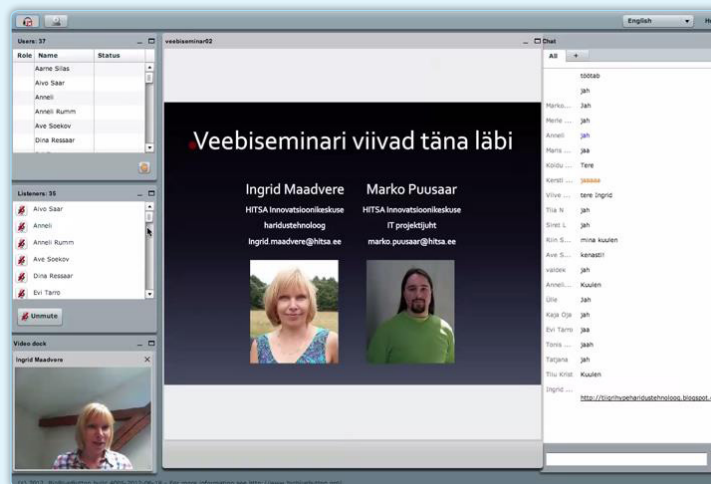 English
Users: 37
Role Name Status
Aarne Silas
Aivo Saar
Anneli
Anneli Rumm
Ave Soekov
Dina Ressaar
Listeners: 35
Aivo Saar
Anneli
Anneli Rumm
Ave Soekov
Dina Ressaar
Evi Tarro
Unmute
Video dock
Ingrid Maadvere
veebiseminar02
Veebiseminari viivad täna läbi
Ingrid Maadvere
HITSA Innovatsioonikeskuse
haridustehnoloog
ingrid.maadvere@hitsa.ee
Marko Puusaar
HITSA Innovatsioonikeskuse
IT projektijuht
marko.puusaar@hitsa.ee
Chat
All +
töötab
jah
Marko... Jah
Merle ... jah
Anneli jah
Maris ... jaa
Koidu ... Tere
Kersti ... jaaaaa
Viive ... tere Ingrid
Tiia N jah
Siret L jah
Riin S... mina kuulen
Ave S... kenasti!
valdek jah
Anneli... Kuulen
Ülle Jah
Kaja Oja jah
Evi Tarro jaa
Tonis ... jaah
Tatjana jah
Tiiu Krist Kuulen
Ingrid ...
http://tiigrihypeharidustehnoloog.blogspot.